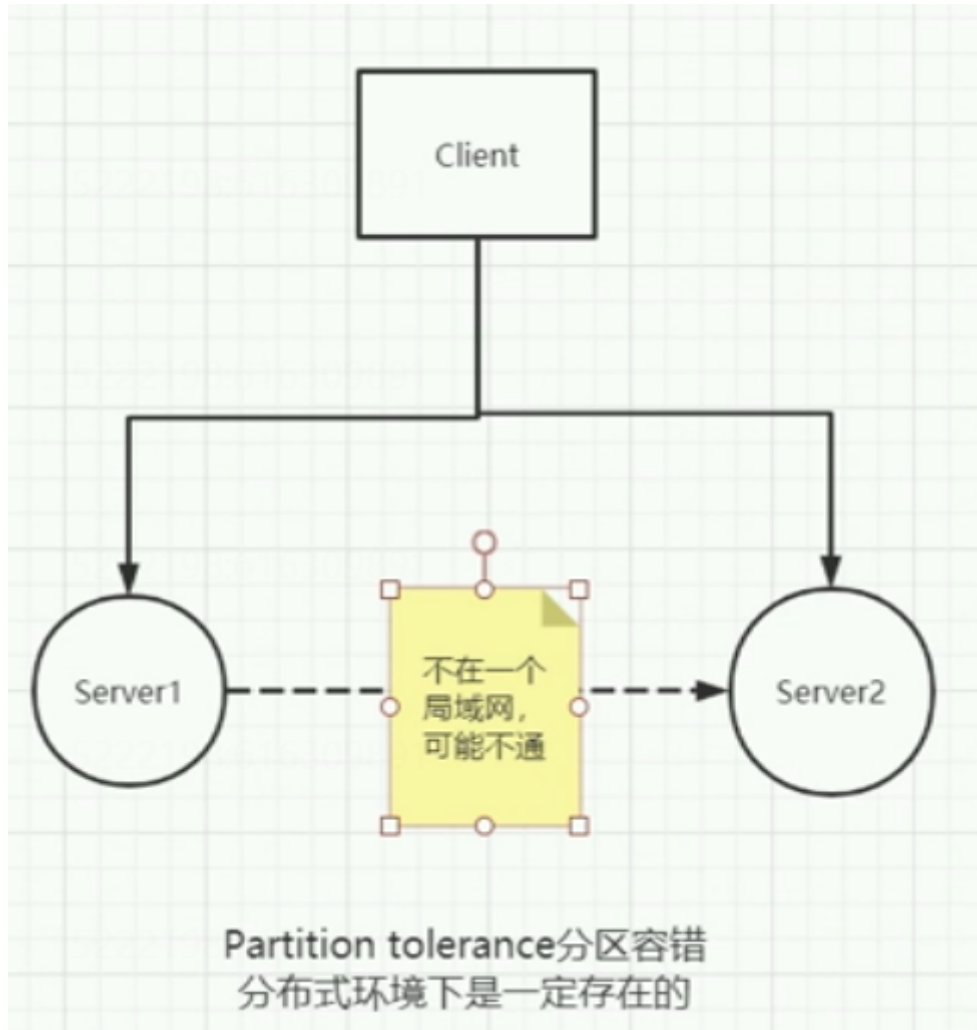 Client
Server1
不在一个
局域网，
可能不通
Server2
Partition tolerance分区容错
分布式环境下是一定存在的